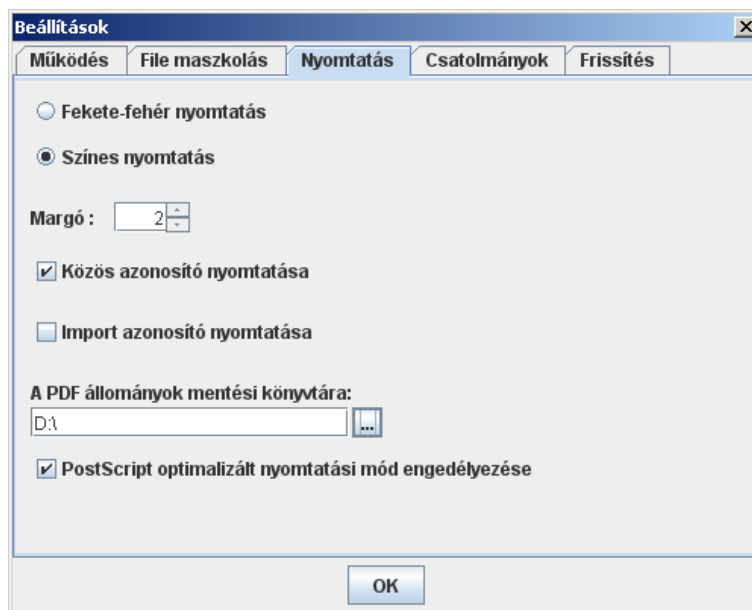 Beállítások
Működés File maszkolás Nyomtatás Csatolmányok Frissítés
Fekete-fehér nyomtatás
Színes nyomtatás
Margó : 2
Közös azonosító nyomtatása
Import azonosító nyomtatása
A PDF állományok mentési könyvtára:
D:\ ...
PostScript optimalizált nyomtatási mód engedélyezése
OK